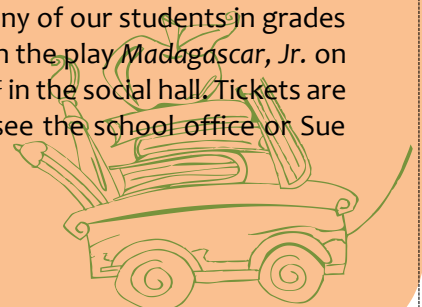 ny of our students in grades
n the play Madagascar, Jr. on
in the social hall. Tickets are
see the school office or Sue